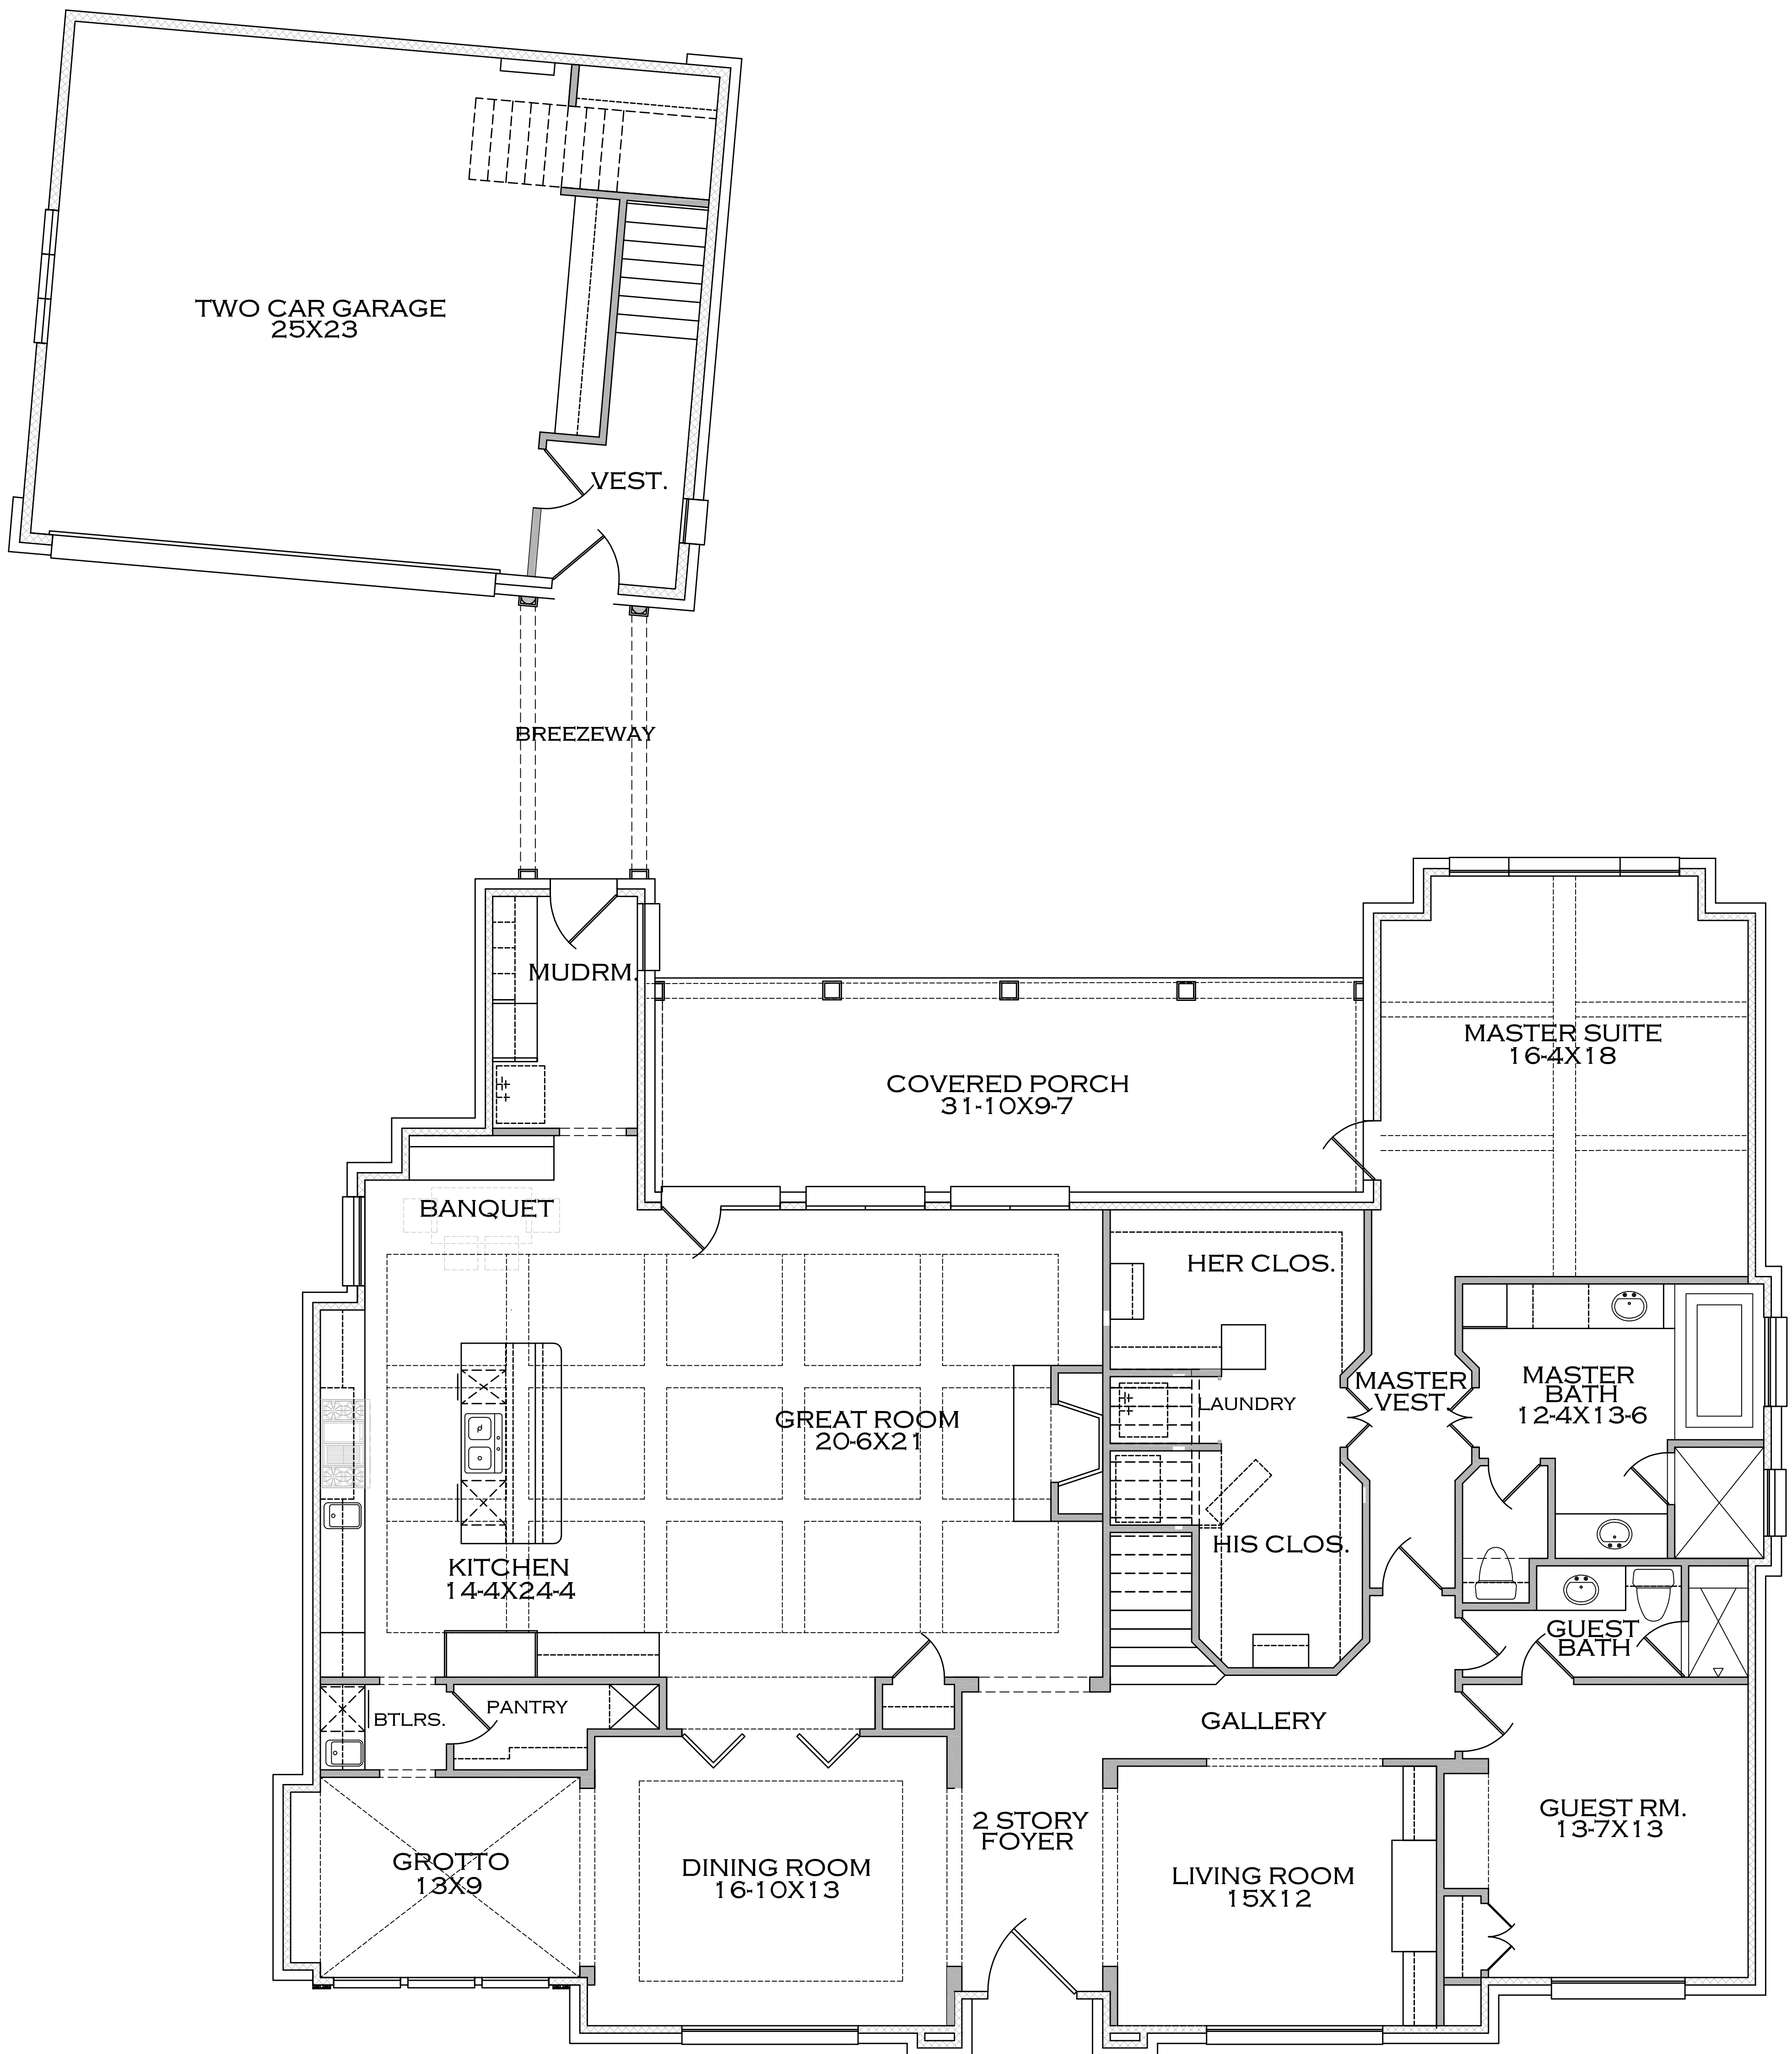 TWO CAR GARAGE
25X23
VEST.
BREEZEWAY
MUDRM.
MASTER SUITE
16-4X18
COVERED PORCH
31-10X9-7
BANQUET
HER CLOS.
MASTER
VEST.
MASTER
BATH
12-4X13-6
LAUNDRY
GREAT ROOM
20-6X21
HIS CLOS.
KITCHEN
14-4X24-4
GUEST
BATH
PANTRY
BTLRS.
GALLERY
2 STORY
FOYER
GUEST RM.
13-7X13
GROTTO
13X9
DINING ROOM
16-10X13
LIVING ROOM
15X12